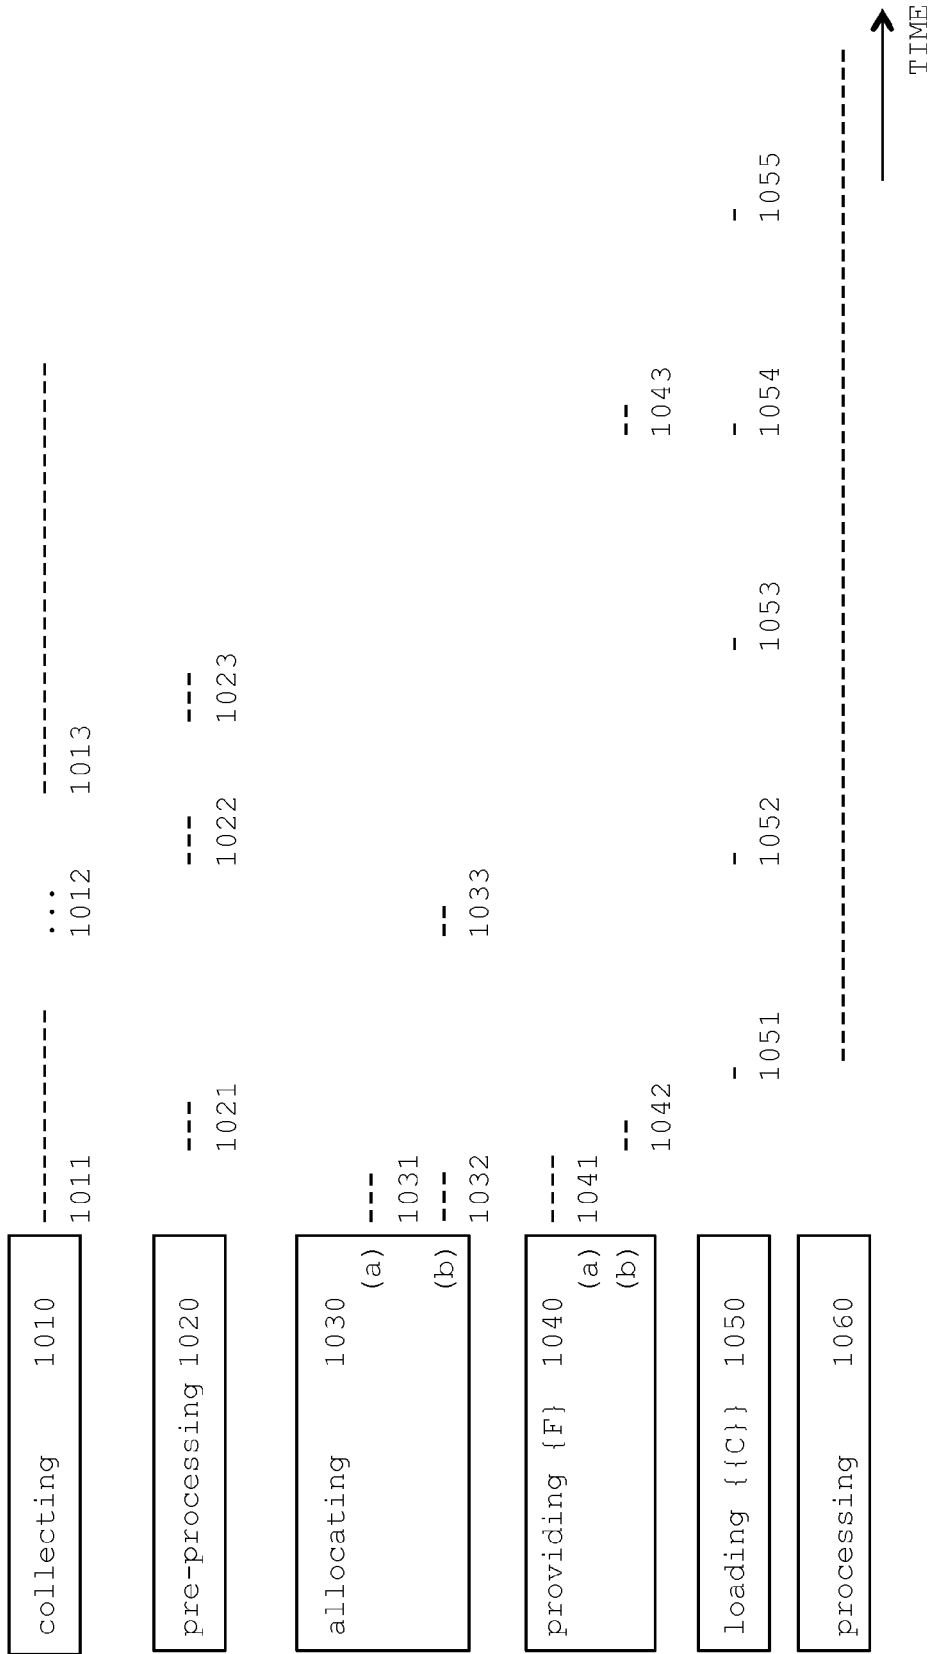 collecting 1010
1011
1012
1013
pre-processing 1020
1021
1022
1023
allocating 1030
(a)
1031
(b)
1032
1033
providing {F} 1040
(a)
1041
(b)
1042
1043
loading {{C}} 1050
1051
1052
1053
1054
1055
processing 1060
TIME